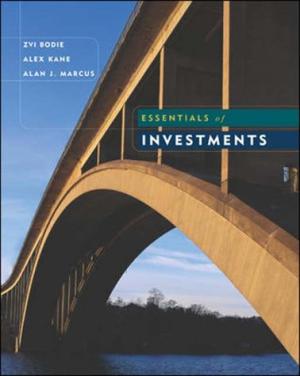 ZVI BODIE
ALEX KANE
ALAN J. MARCUS
ESSENTIALS of
INVESTMENTS